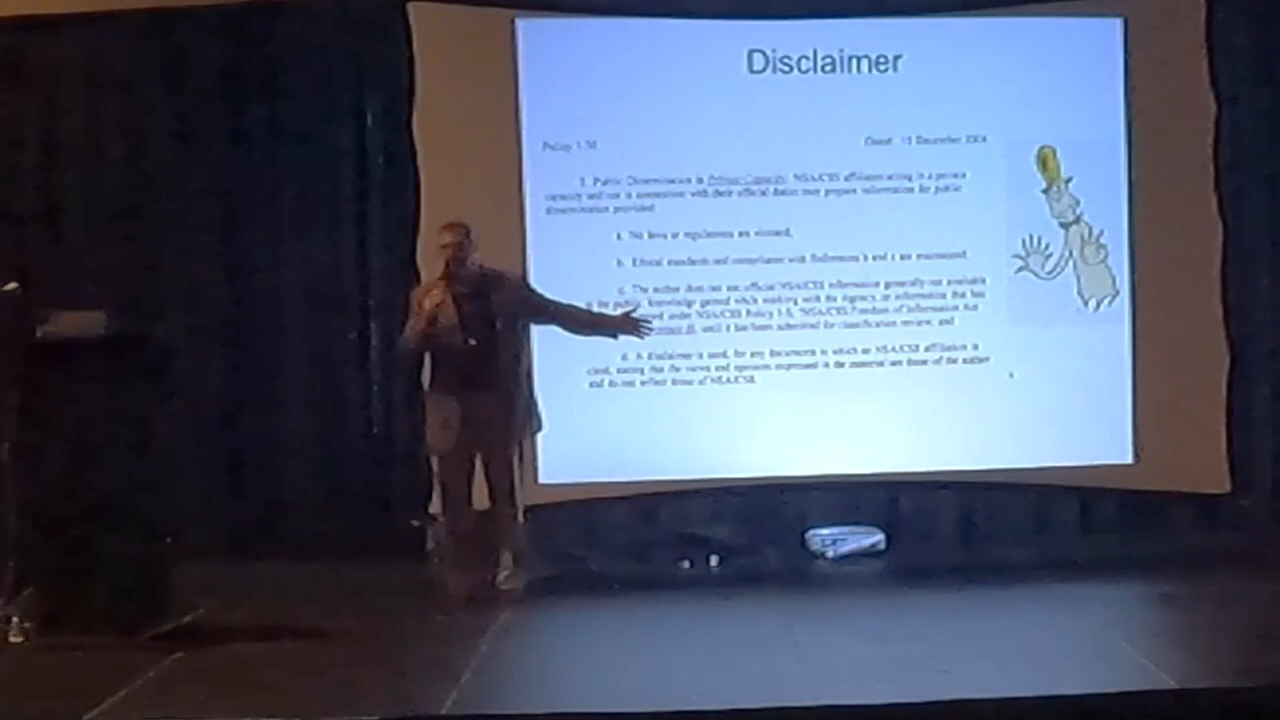 Disclaimer
Policy 1-30
Dated: 15 December
1. Public Dissemination in Private Capacity. NSA/CSS affiliates acting in a private
capacity and not in connection with their official duties may prepare information for public
dissemination provided
a. No laws or regulations are violated;
b. Ethical standards and compliance with References b and c are maintained
c. The author does not use official NSA/CSS information generally not available
to the public, knowledge gained while working with the Agency, or information that has
under NSA/CSS Policy 1-5, "NSA/CSS Freedom of Information Act
until it has been submitted for classification review; and
d. A disclaimer is used, for any documents in which an NSA/CSS affiliation is
cited, stating that the views and opinions expressed in the material are those of the author
and do not reflect those of NSA/CSS.